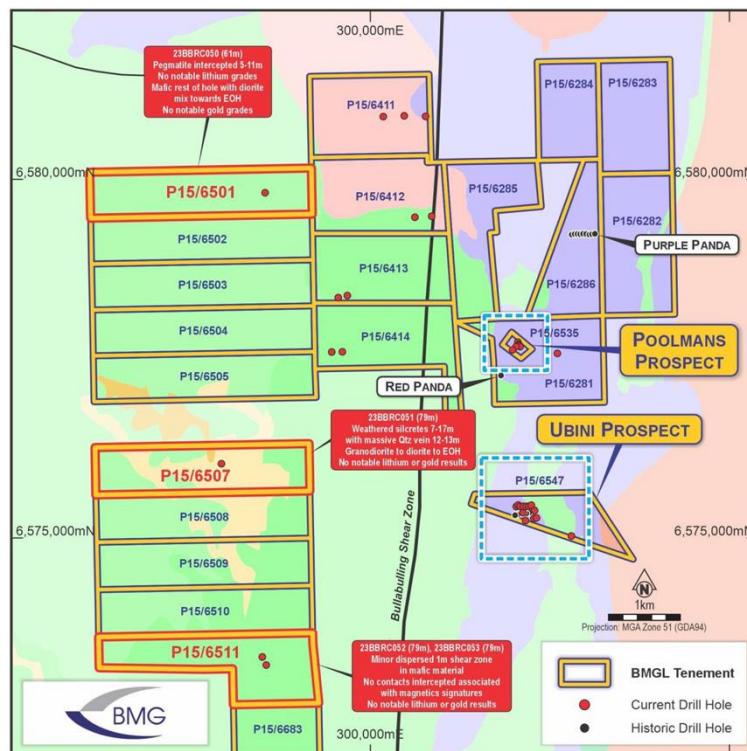 300,000mE
23BBRC050 (61m)
Pegmatite intercepted 5-11m
No notable lithium grades
Mafic rest of hole with diorite
mix towards EOH
No notable gold grades
P15/6411
P15/6284
P15/6283
6,580,000mN
6,580,000mN
P15/6501
P15/6412
P15/6285
P15/6282
P15/6502
PURPLE PANDA
P15/6413
P15/6503
P15/6286
P15/6504
P15/6414
P15/6535
POOLMANS
PROSPECT
P15/6505
RED PANDA
P15/6281
23BBRC051 (79m)
Weathered silcretes 7-17m
with massive Qtz vein 12-13m
Granodiorite to diorite to EOH
No notable lithium or gold results
UBINI PROSPECT
P15/6507
P15/6547
P15/6508
6,575,000mN
6,575,000mN
Bullabulling Shear Zone
P15/6509
N
1km
Projection: MGA Zone 51 (GDA94)
P15/6510
P15/6511
23BBRC052 (79m), 23BBRC053 (79m)
Minor dispersed 1m shear zone
in mafic material
No contacts intercepted associated
with magnetics signatures
No notable lithium or gold results
BMGL Tenement
Current Drill Hole
Historic Drill Hole
BMG
P15/6683
300,000mE